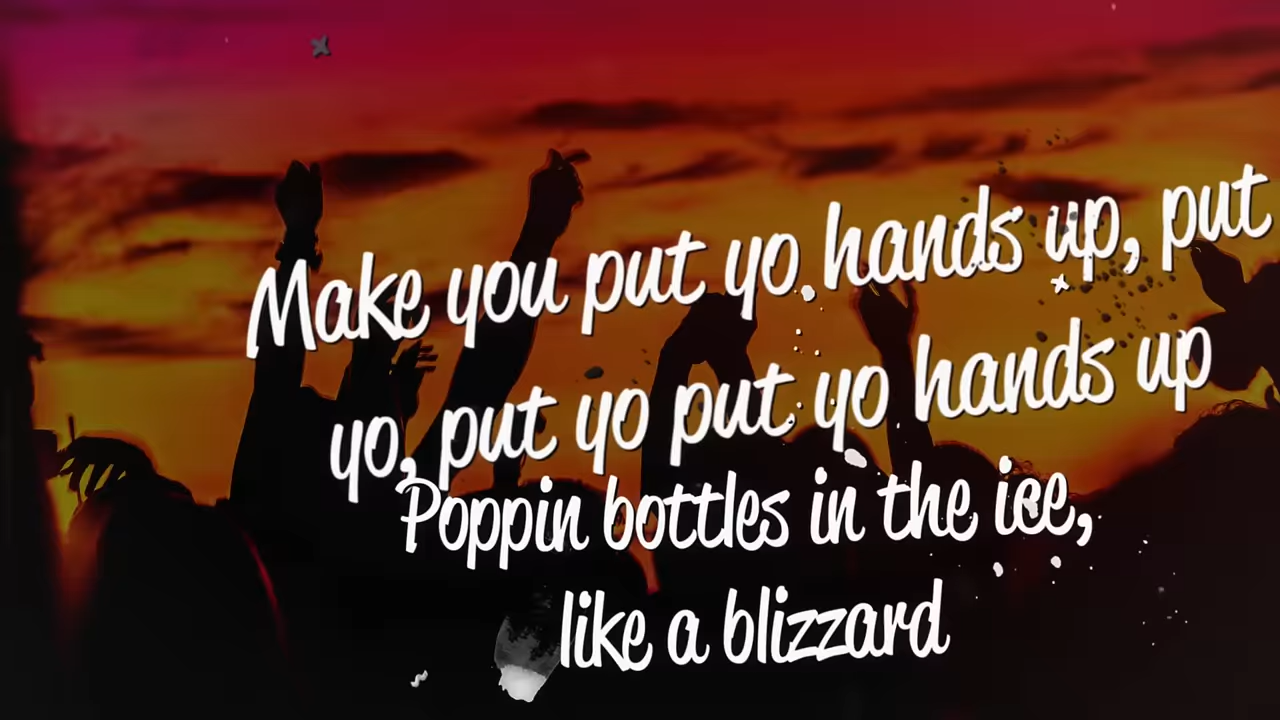 Make you put yo hands up, put
yo, put yo put yo hands up
Poppin bottles in the ice,
like a blizzard